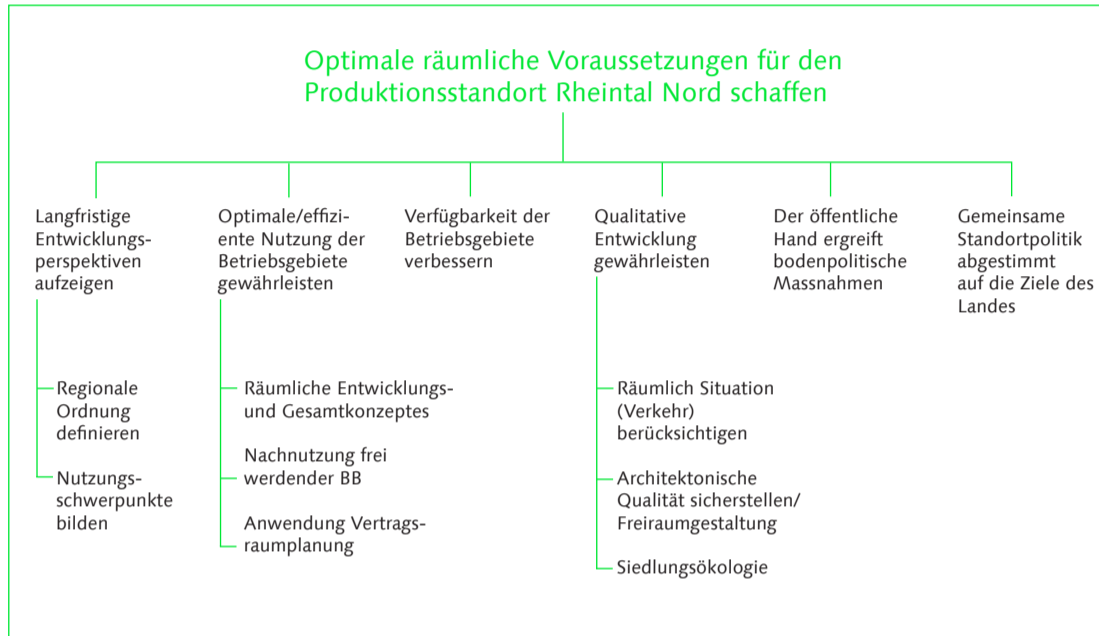 Optimale räumliche Voraussetzungen für den
Produktionsstandort Rheintal Nord schaffen
Langfristige
Entwicklungs-
perspektiven
aufzeigen
Regionale
Ordnung
definieren
Nutzungs-
schwerpunkte
bilden
Optimale/effizi-
ente Nutzung der
Betriebsgebiete
gewährleisten
Räumliche Entwicklungs-
und Gesamtkonzeptes
Nachnutzung frei
werdender BB
Anwendung Vertrags-
raumplanung
Verfügbarkeit der
Betriebsgebiete
verbessern
Qualitative
Entwicklung
gewährleisten
Räumlich Situation
(Verkehr)
berücksichtigen
Architektonische
Qualität sicherstellen/
Freiraumgestaltung
Siedlungsökologie
Der öffentliche
Hand ergreift
bodenpolitische
Massnahmen
Gemeinsame
Standortpolitik
abgestimmt
auf die Ziele des
Landes